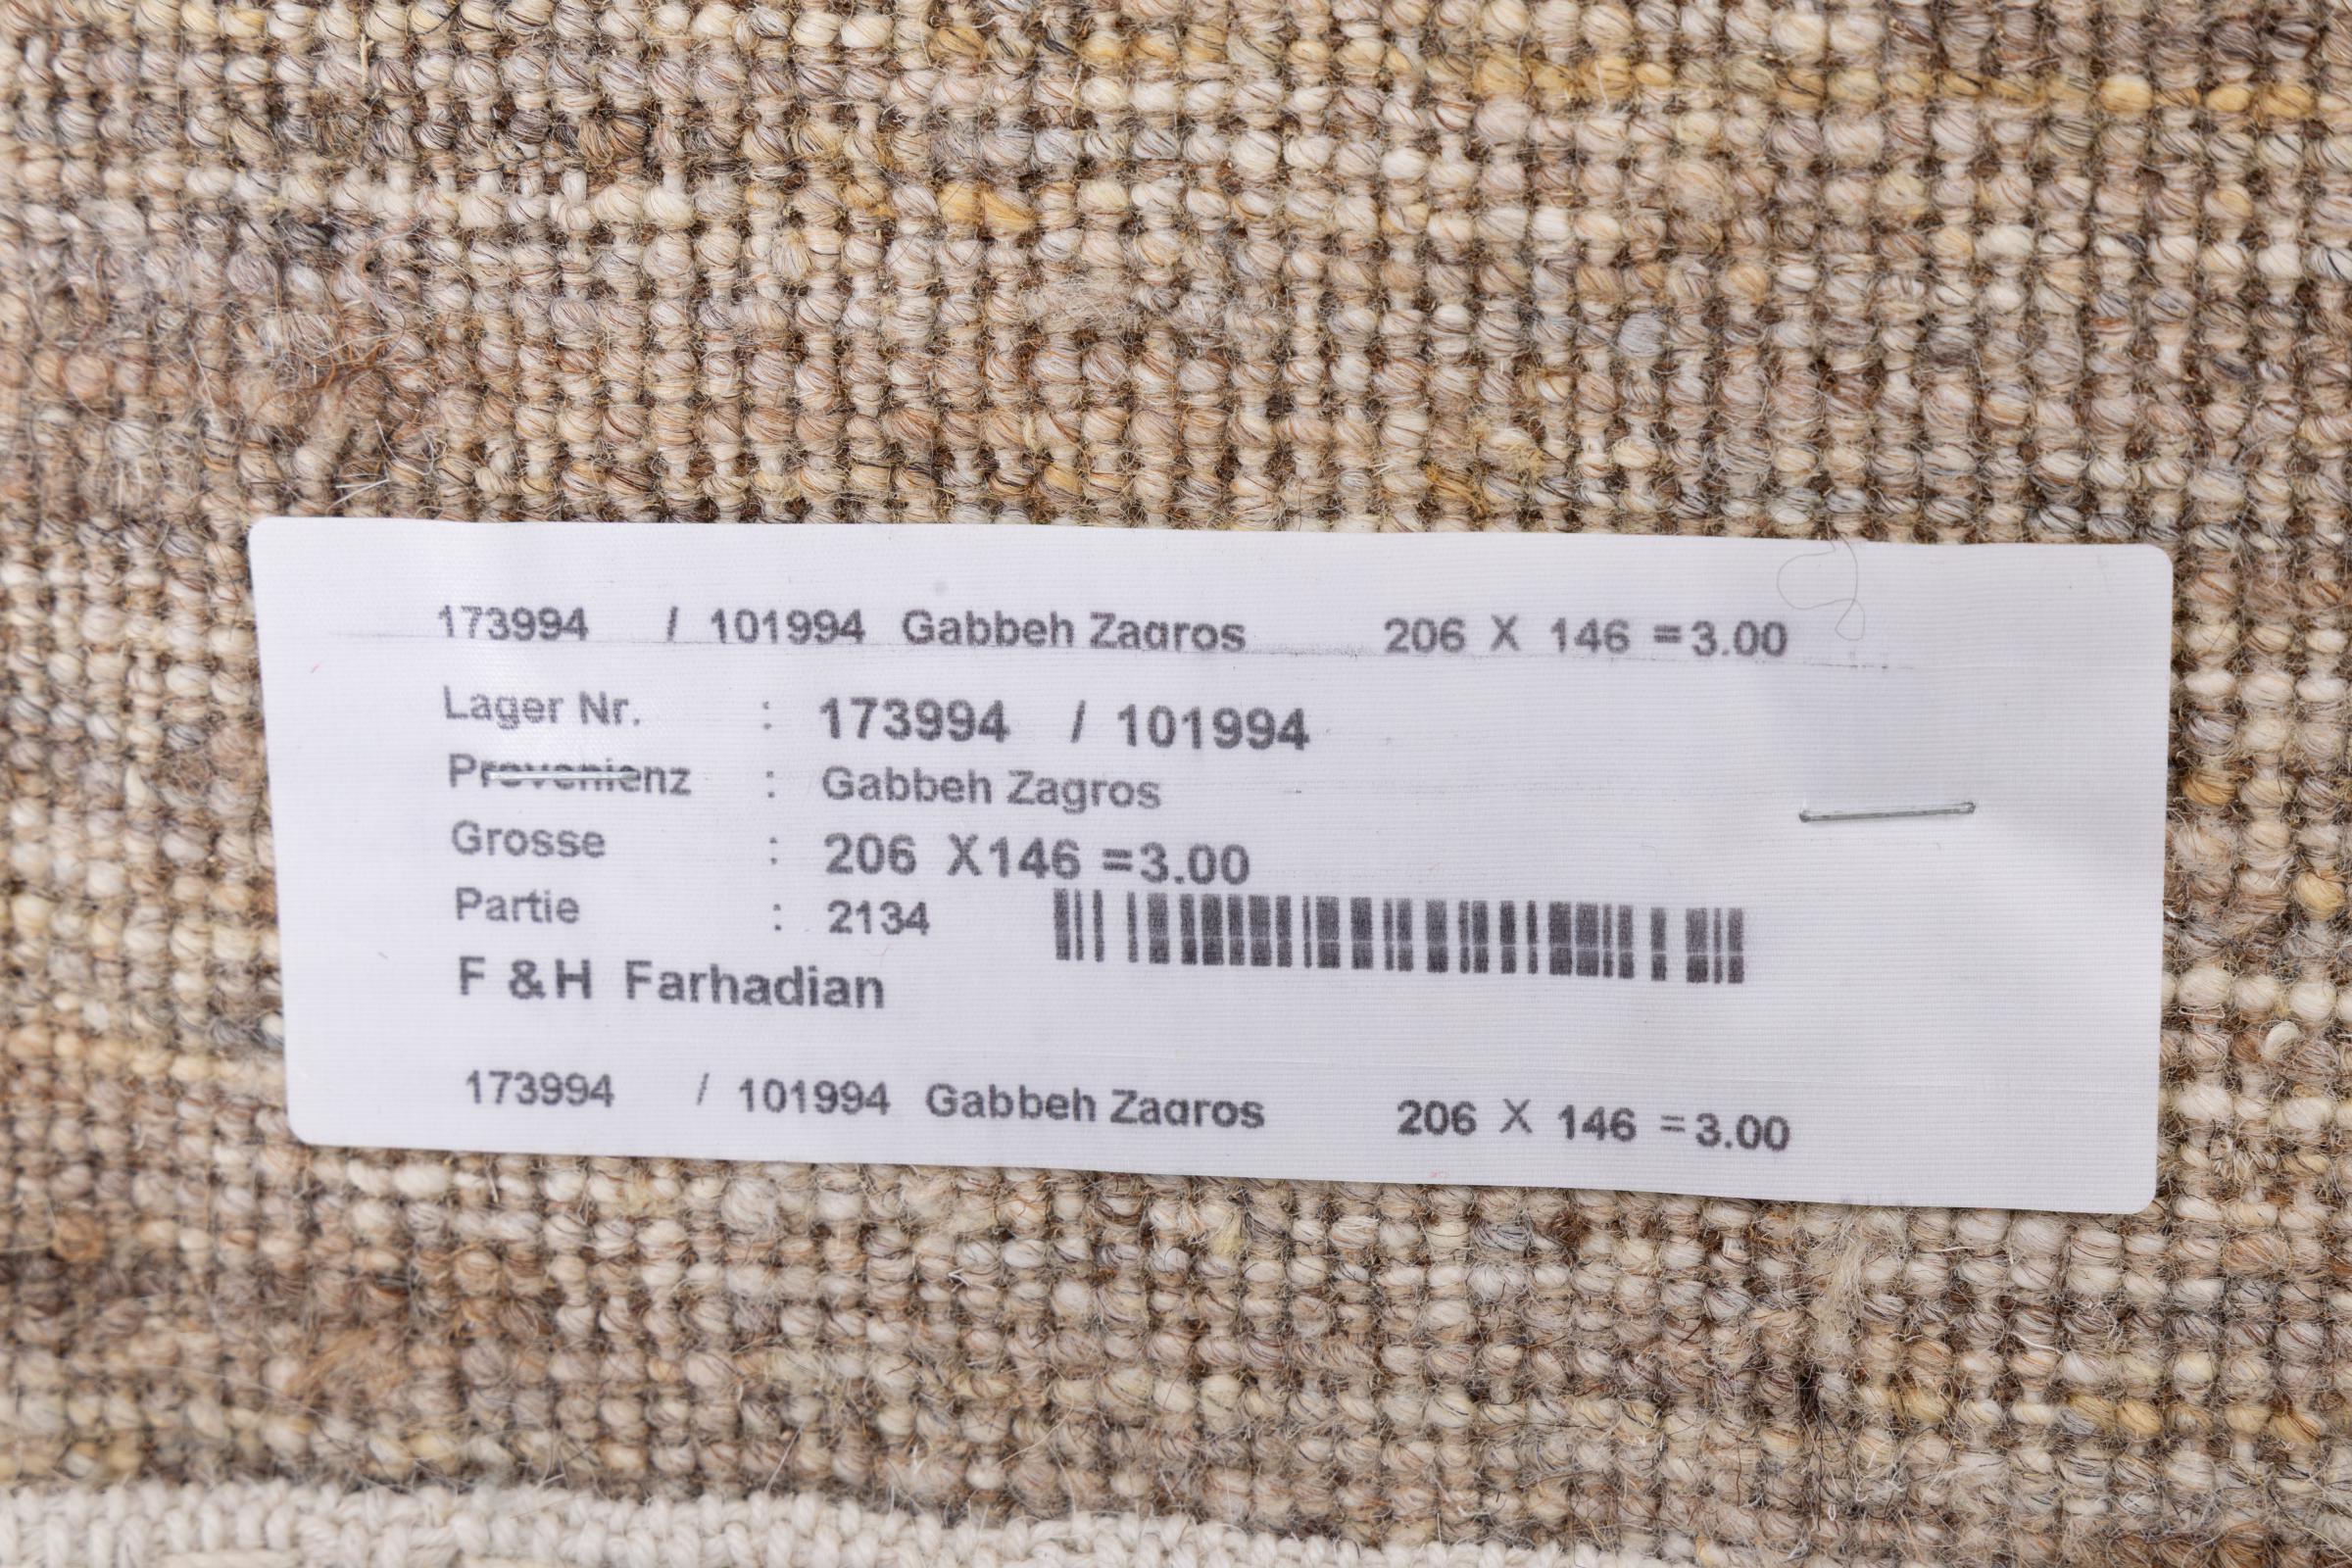 173994 / 101994 Gabbeh Zagros 206 X 146 =3.00
Lager Nr. : 173994 / 101994
Provenienz : Gabbeh Zagros
Grosse : 206 X146 =3.00
Partie : 2134
F & H Farhadian
173994 / 101994 Gabbeh Zagros 206 X 146 =3.00